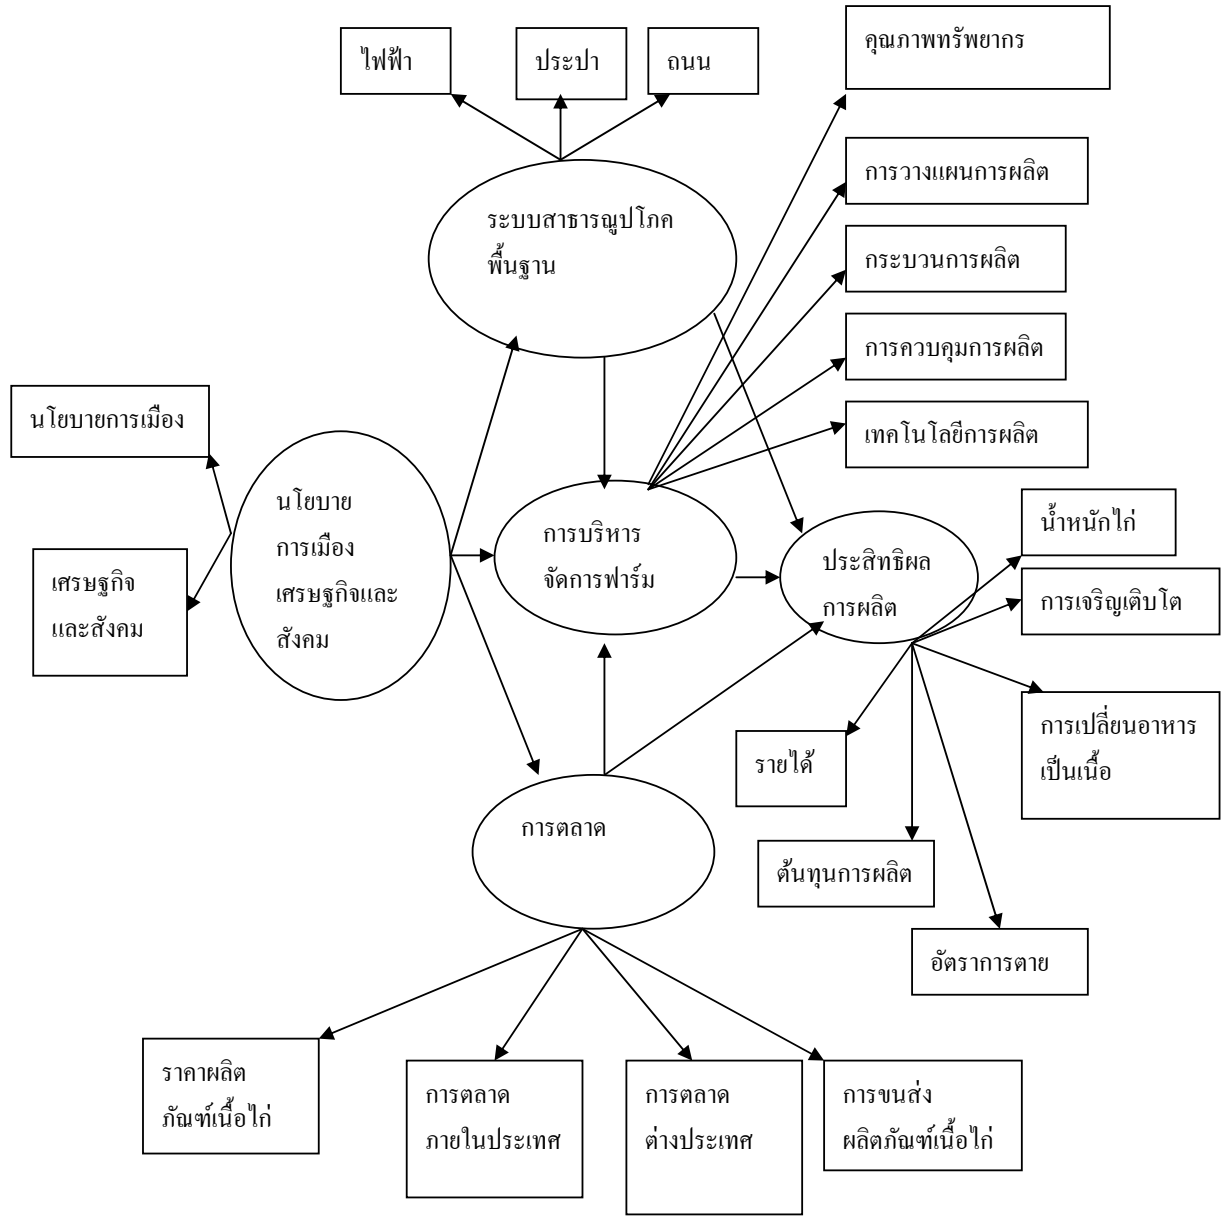 ไฟฟ้า
ประปา
ถนน
คุณภาพทรัพยากร
การวางแผนการผลิต
ระบบสาธารณูปโภค
พื้นฐาน
กระบวนการผลิต
การควบคุมการผลิต
นโยบายการเมือง
เทคโนโลยีการผลิต
นโยบาย
การเมือง
เศรษฐกิจและ
สังคม
การบริหาร
จัดการฟาร์ม
ประสิทธิผล
การผลิต
น้ำหนักไก่
เศรษฐกิจ
และสังคม
การเจริญเติบโต
การเปลี่ยนอาหาร
เป็นเนื้อ
รายได้
การตลาด
ต้นทุนการผลิต
อัตราการตาย
ราคาผลิต
ภัณฑ์เนื้อไก่
การตลาด
ภายในประเทศ
การตลาด
ต่างประเทศ
การขนส่ง
ผลิตภัณฑ์เนื้อไก่